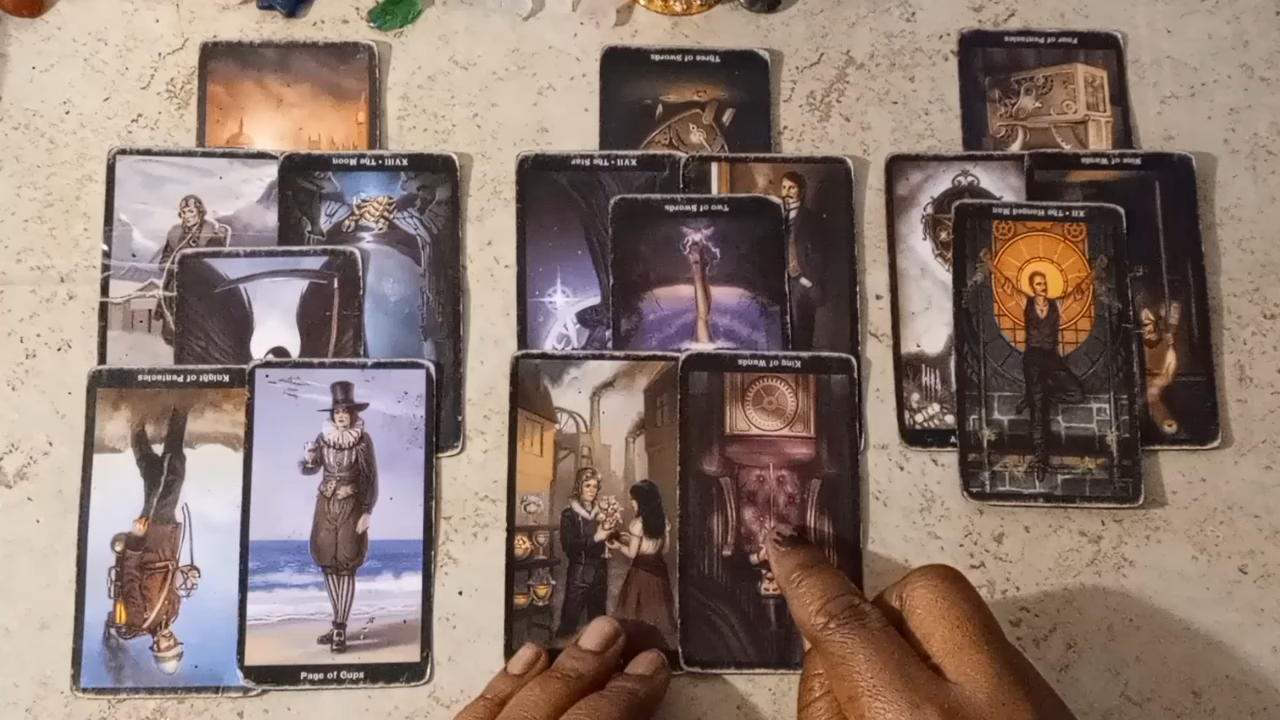 Four of Pentacles
Three of Swords
XVIII • The Moon
XVII • The Star
of Wands
Two of Swords
XII • The Hanged Man
King of Wands
Knight of Pentacles
Page of Cups